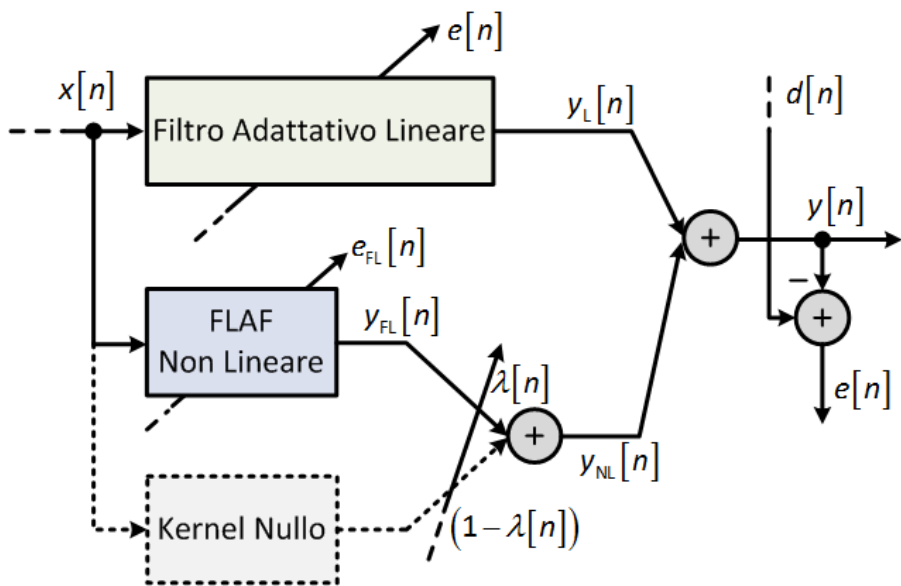 e[n]
x[n]
Filtro Adattativo Lineare
y_L[n]
d[n]
y[n]
+
e_FL[n]
−
FLAF
Non Lineare
y_FL[n]
+
λ[n]
e[n]
+
y_NL[n]
Kernel Nullo
(1−λ[n])